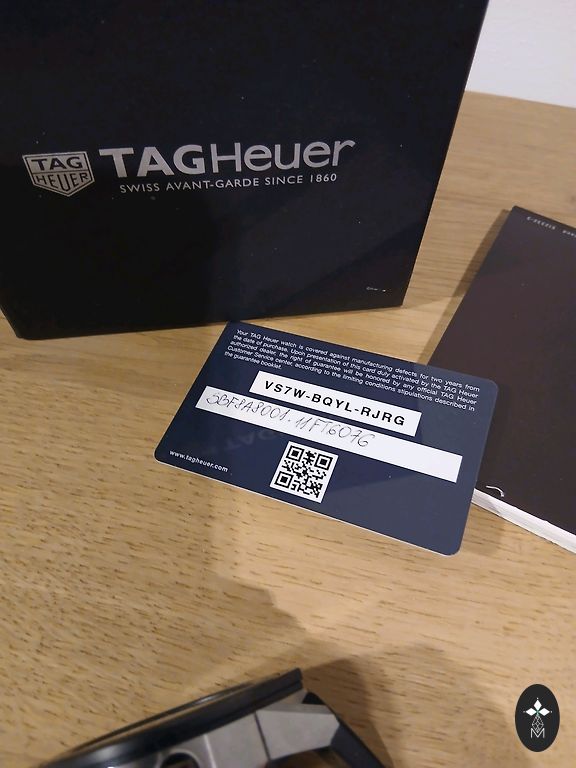 TAG
HEUER
TAGHeuer
SWISS AVANT-GARDE SINCE 1860
Your TAG Heuer watch is covered against manufacturing defects for two years from
the date of purchase. Upon presentation of this card duly activated by the TAG Heuer
authorized dealer, the right of guarantee will be honored by any official TAG Heuer
Customer Service center, according to the limiting conditions stipulations described in
the guarantee booklet.
VS7W-BQYL-RJRG
SBF8A8001.11FT6076
www.tagheuer.com
M